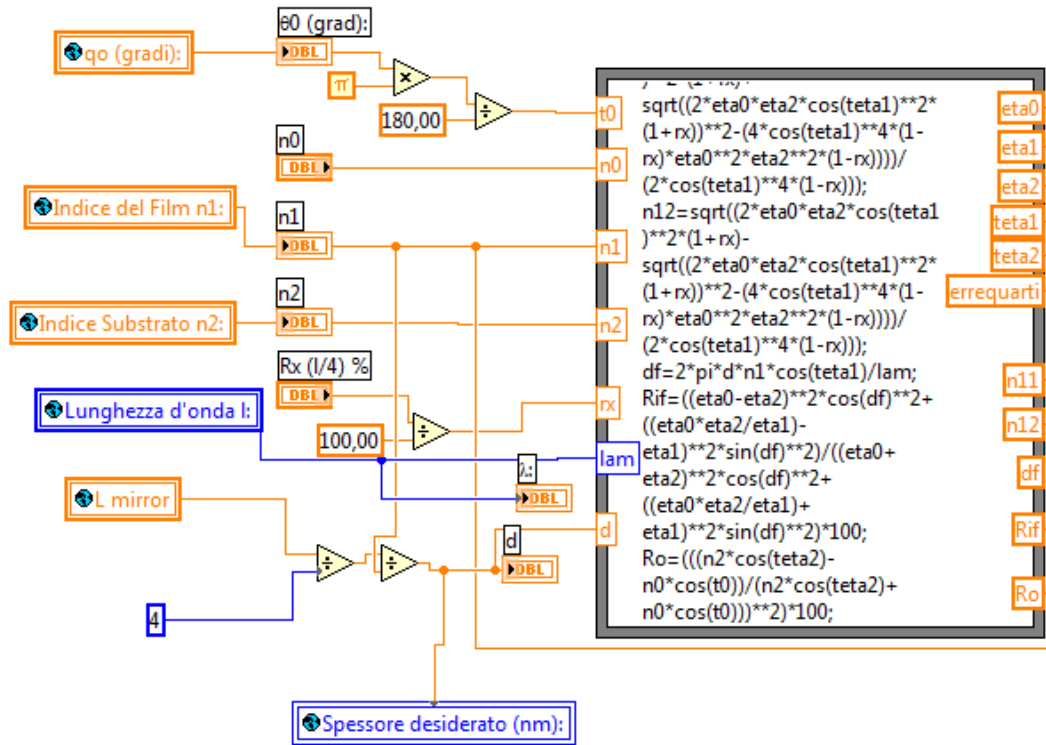 θ0 (grad):
qo (gradi):
DBL
π
×
÷
180,00
n0
DBL
Indice del Film n1:
n1
DBL
n2
Indice Substrato n2:
DBL
Rx (l/4) %
DBL
Lunghezza d'onda l:
100,00
÷
λ:
DBL
L mirror
d
÷
÷
DBL
4
Spessore desiderato (nm):
t0
n0
n1
n2
rx
lam
d
sqrt((2*eta0*eta2*cos(teta1)**2*
(1+rx))**2-(4*cos(teta1)**4*(1-
rx)*eta0**2*eta2**2*(1-rx))))/
(2*cos(teta1)**4*(1-rx)));
n12=sqrt((2*eta0*eta2*cos(teta1
)**2*(1+rx)-
sqrt((2*eta0*eta2*cos(teta1)**2*
(1+rx))**2-(4*cos(teta1)**4*(1-
rx)*eta0**2*eta2**2*(1-rx))))/
(2*cos(teta1)**4*(1-rx)));
df=2*pi*d*n1*cos(teta1)/lam;
Rif=((eta0-eta2)**2*cos(df)**2+
((eta0*eta2/eta1)-
eta1)**2*sin(df)**2)/((eta0+
eta2)**2*cos(df)**2+
((eta0*eta2/eta1)+
eta1)**2*sin(df)**2)*100;
Ro=(((n2*cos(teta2)-
n0*cos(t0))/(n2*cos(teta2)+
n0*cos(t0)))**2)*100;
eta0
eta1
eta2
teta1
teta2
errequarti
n11
n12
df
Rif
Ro